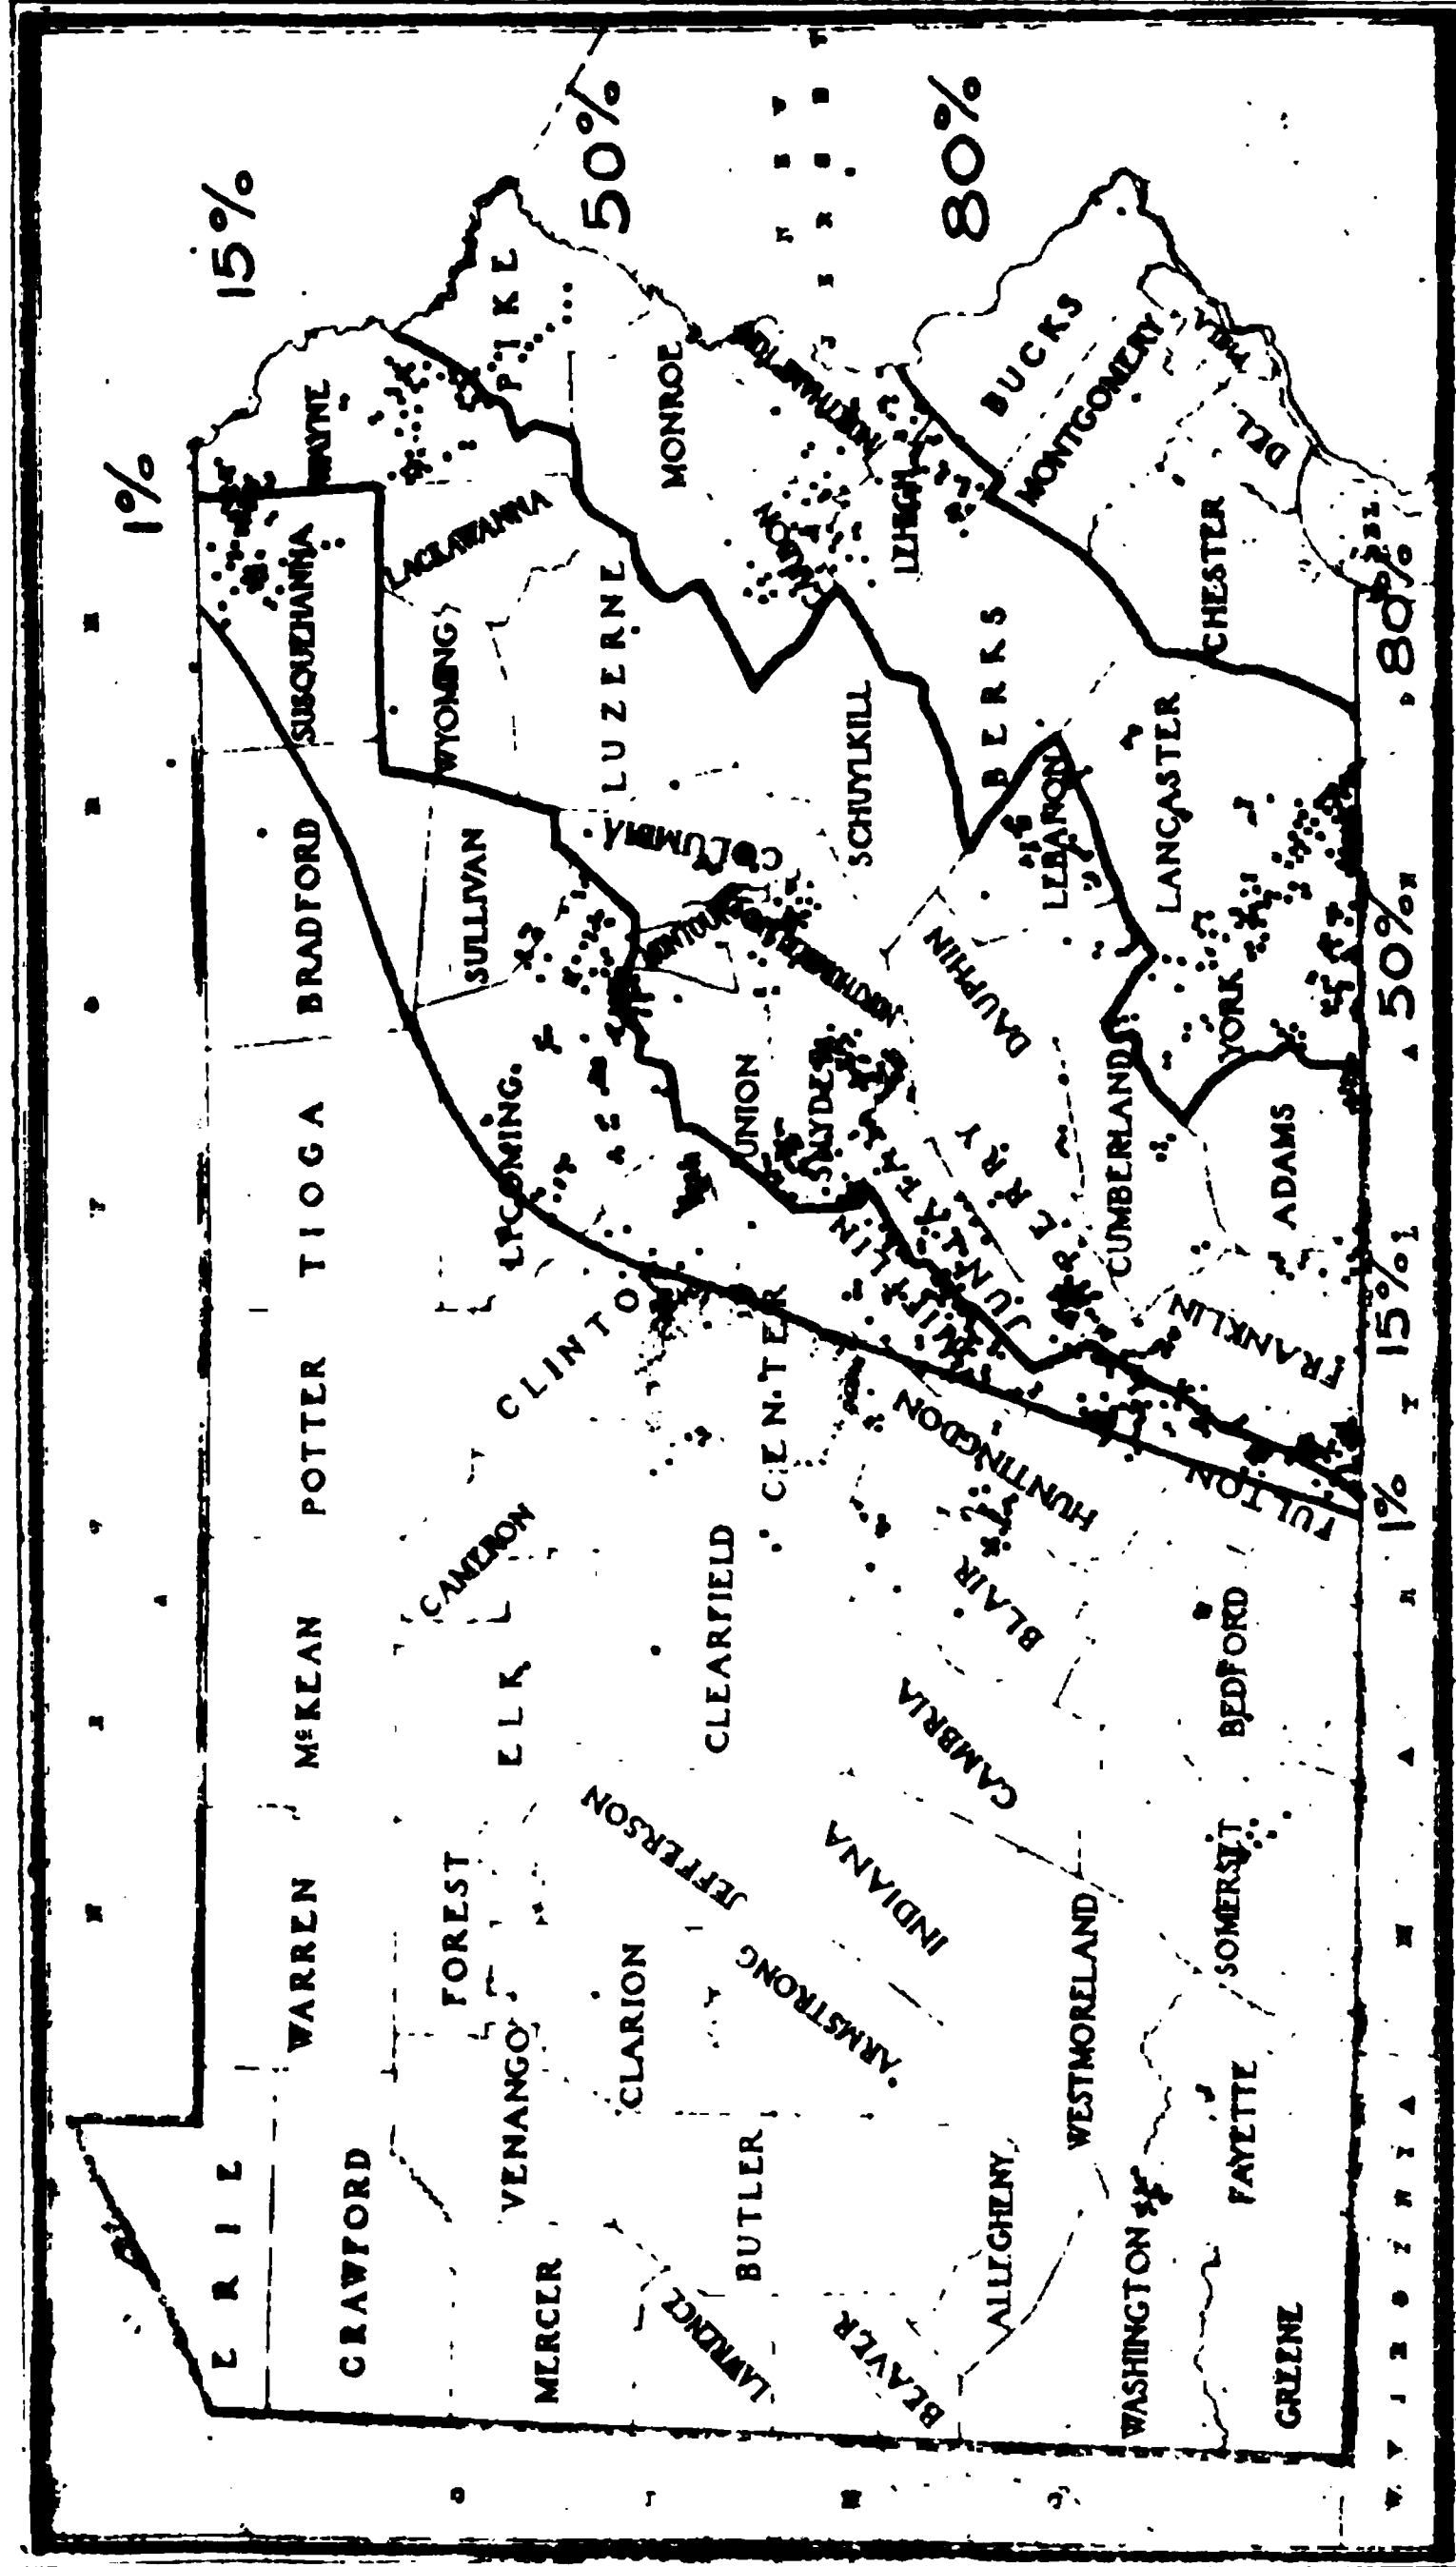 1%
15%
50%
80%
ERIE
CRAWFORD
WARREN
McKEAN
POTTER
TIOGA
BRADFORD
SUSQUEHANNA
WAYNE
MERCER
VENANGO
FOREST
ELK
CAMERON
CLINTO
LYCOMING
SULLIVAN
WYOMING
LACKAWANNA
PIKE
LAWRENCE
BUTLER
CLARION
JEFFERSON
CLEARFIELD
CENTER
UNION
MONTOUR
COLUMBIA
LUZERNE
MONROE
BEAVER
ARMSTRONG
INDIANA
CAMBRIA
BLAIR
HUNTINGDON
MIFFLIN
JUNIATA
SNYDER
SCHUYLKILL
CARBON
NORTHAMPTON
LEHIGH
ALLEGHENY
WESTMORELAND
PERRY
DAUPHIN
LEBANON
BERKS
BUCKS
MONTGOMERY
WASHINGTON
FAYETTE
SOMERSET
BEDFORD
FULTON
FRANKLIN
CUMBERLAND
ADAMS
YORK
LANCASTER
CHESTER
DEL
GREENE
1%
15%
50%
80%